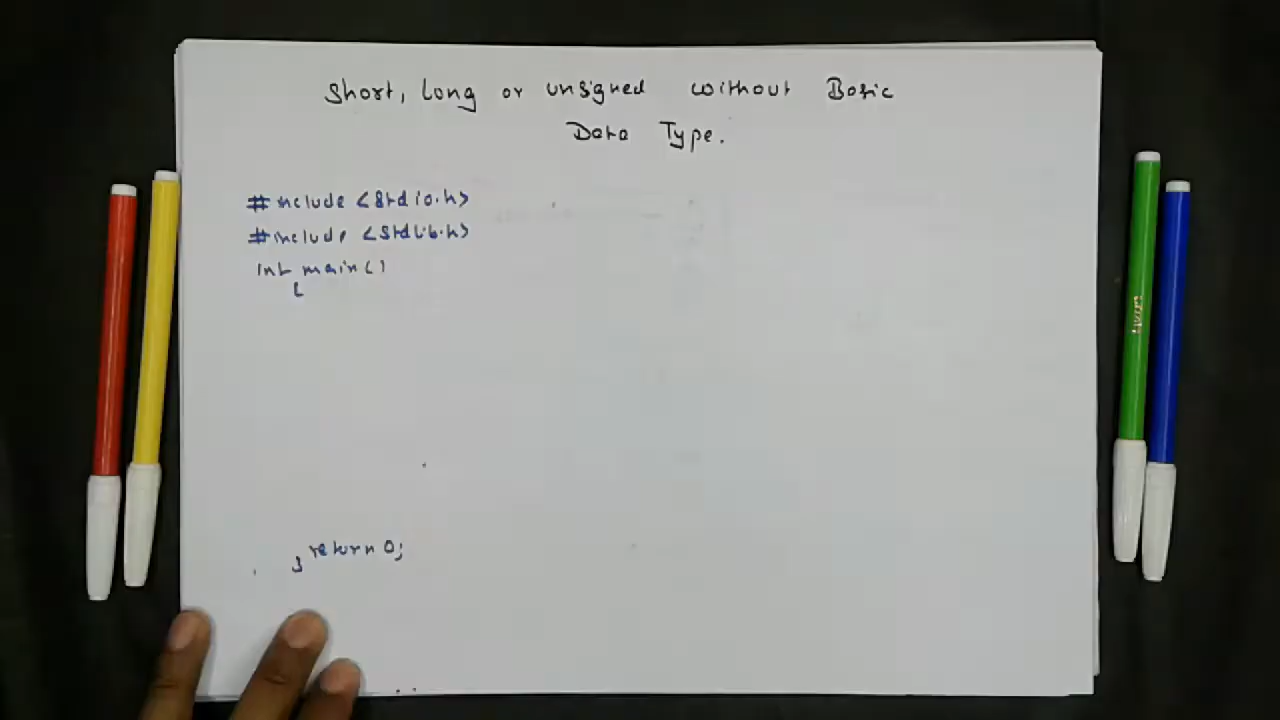 short, long or unsigned without Basic
Data Type.
#include <stdio.h>
#include <stdlib.h>
int main()
{
return 0;
}